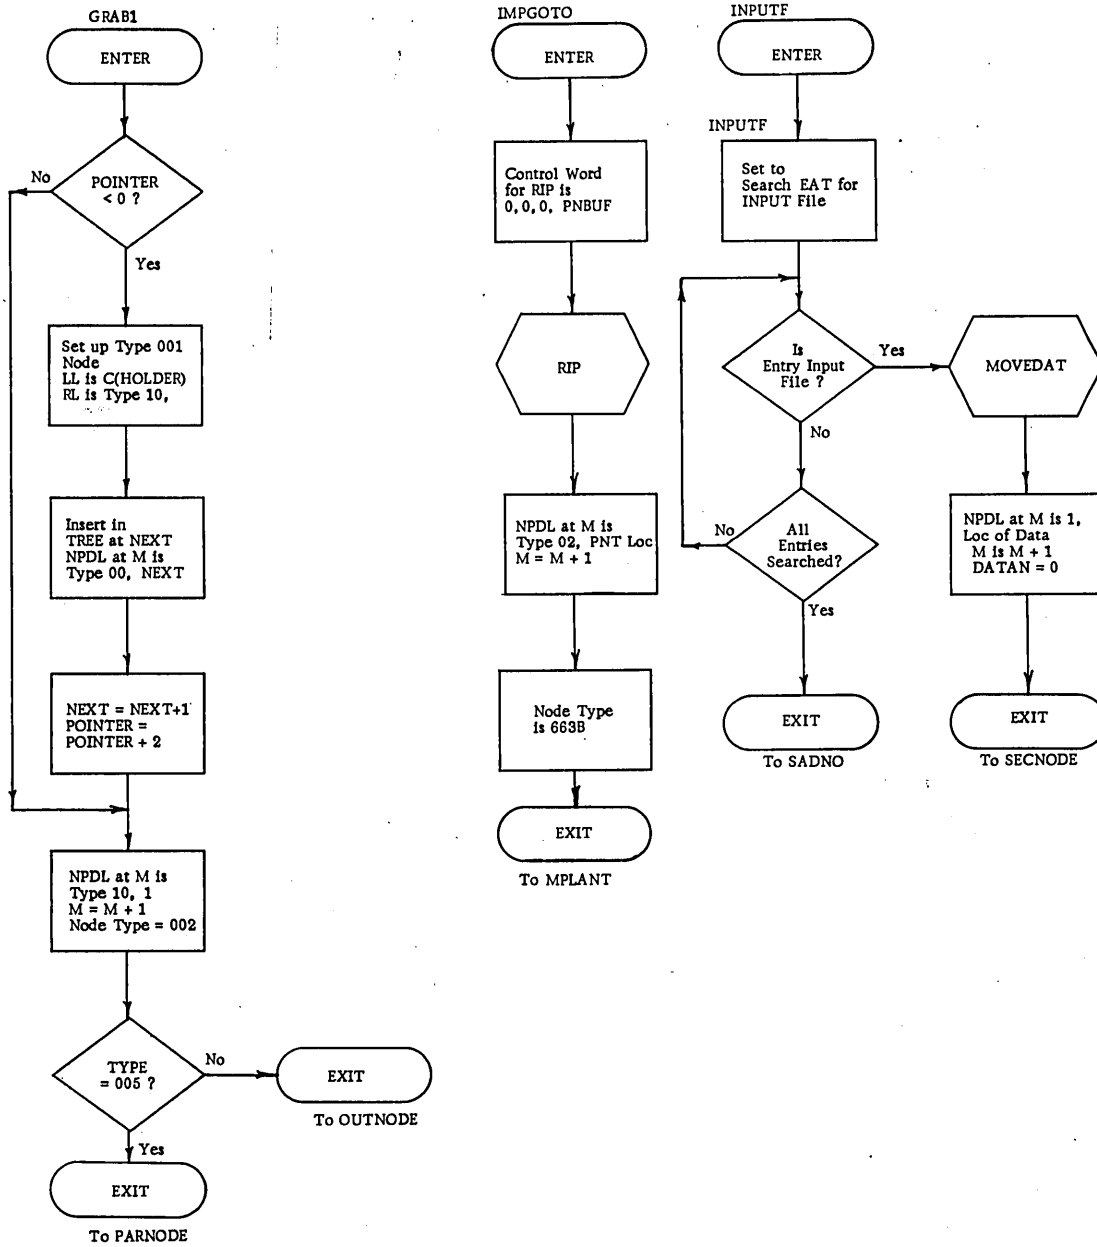 GRAB1
ENTER
No
POINTER
< 0 ?
Yes
Set up Type 001
Node
LL is C(HOLDER)
RL is Type 10,
Insert in
TREE at NEXT
NPDL at M is
Type 00, NEXT
NEXT = NEXT+1
POINTER =
POINTER + 2
NPDL at M is
Type 10, 1
M = M + 1
Node Type = 002
TYPE
= 005 ?
No
EXIT
To OUTNODE
Yes
EXIT
To PARNODE
IMPGOTO
ENTER
Control Word
for RIP is
0,0,0, PNBUF
RIP
NPDL at M is
Type 02, PNT Loc
M = M + 1
Node Type
is 663B
EXIT
To MPLANT
INPUTF
ENTER
INPUTF
Set to
Search EAT for
INPUT File
Is
Entry Input
File ?
Yes
MOVEDAT
No
All
Entries
Searched?
No
Yes
EXIT
To SADNO
NPDL at M is 1,
Loc of Data
M is M + 1
DATAN = 0
EXIT
To SECNODE